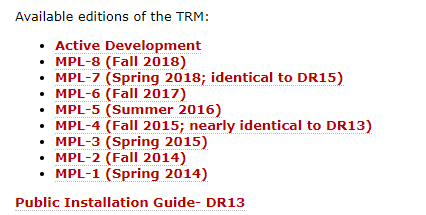 Available editions of the TRM:
Active Development
MPL-8 (Fall 2018)
MPL-7 (Spring 2018; identical to DR15)
MPL-6 (Fall 2017)
MPL-5 (Summer 2016)
MPL-4 (Fall 2015; nearly identical to DR13)
MPL-3 (Spring 2015)
MPL-2 (Fall 2014)
MPL-1 (Spring 2014)
Public Installation Guide- DR13